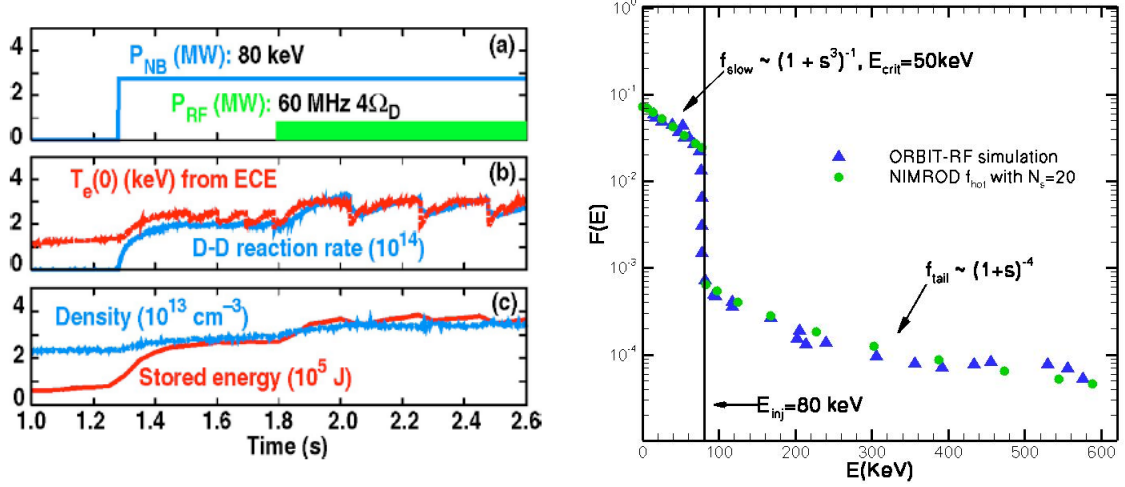 4
2
0
(a)
P_NB (MW): 80 keV
P_RF (MW): 60 MHz 4Ω_D
4
2
0
(b)
T_e(0) (keV) from ECE
D-D reaction rate (10^14)
4
2
0
(c)
Density (10^13 cm^−3)
Stored energy (10^5 J)
1.0 1.2 1.4 1.6 1.8 2.0 2.2 2.4 2.6
Time (s)
F(E)
10^0
10^-1
10^-2
10^-3
10^-4
f_slow ~ (1 + s^3)^-1, E_crit=50keV
ORBIT-RF simulation
NIMROD f_hot with N_s=20
f_tail ~ (1+s)^-4
E_inj=80 keV
0 100 200 300 400 500 600
E(KeV)